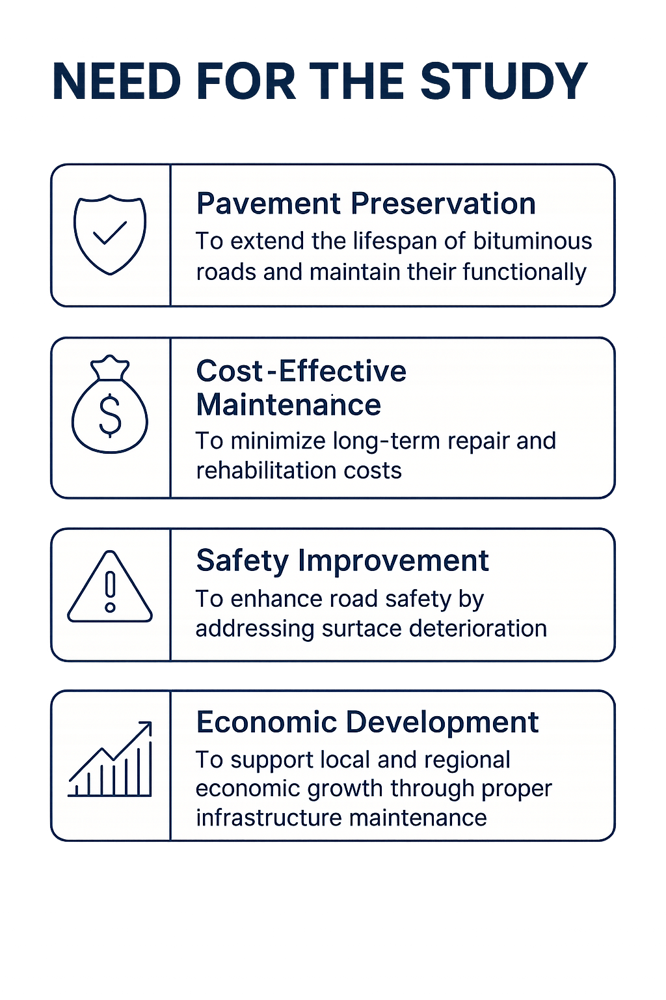 NEED FOR THE STUDY
Pavement Preservation
To extend the lifespan of bituminous
roads and maintain their functionally
$
Cost-Effective
Maintenance
To minimize long-term repair and
rehabilitation costs
Safety Improvement
To enhance road safety by
addressing surtace deterioration
Economic Development
To support local and regional
economic growth through proper
infrastructure maintenance